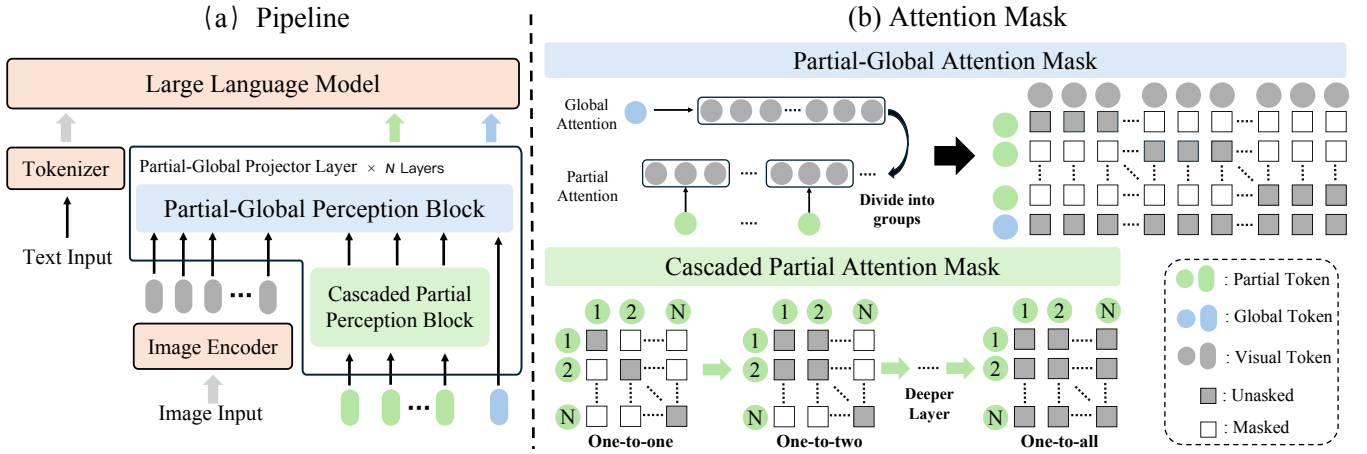 (a) Pipeline
Large Language Model
Tokenizer
Text Input
Partial-Global Projector Layer × N Layers
Partial-Global Perception Block
Cascaded Partial
Perception Block
Image Encoder
Image Input
(b) Attention Mask
Partial-Global Attention Mask
Global
Attention
Partial
Attention
Divide into
groups
Cascaded Partial Attention Mask
1 2 N
1
2
N
One-to-one
1 2 N
1
2
N
One-to-two
Deeper
Layer
1 2 N
1
2
N
One-to-all
: Partial Token
: Global Token
: Visual Token
: Unasked
: Masked